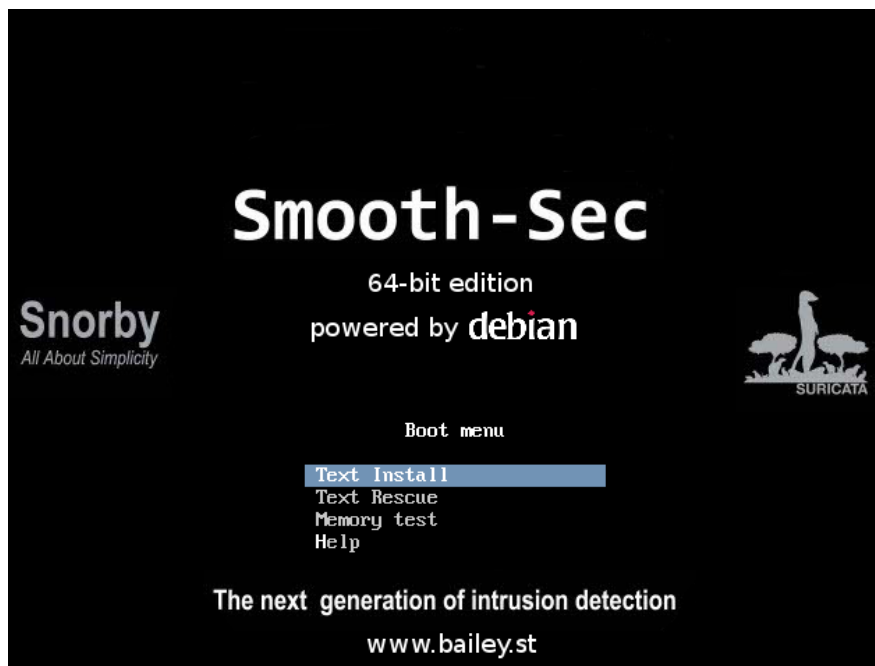 Smooth-Sec
64-bit edition
powered by debian
Snorby
All About Simplicity
SURICATA
Boot menu
Text Install
Text Rescue
Memory test
Help
The next generation of intrusion detection
www.bailey.st